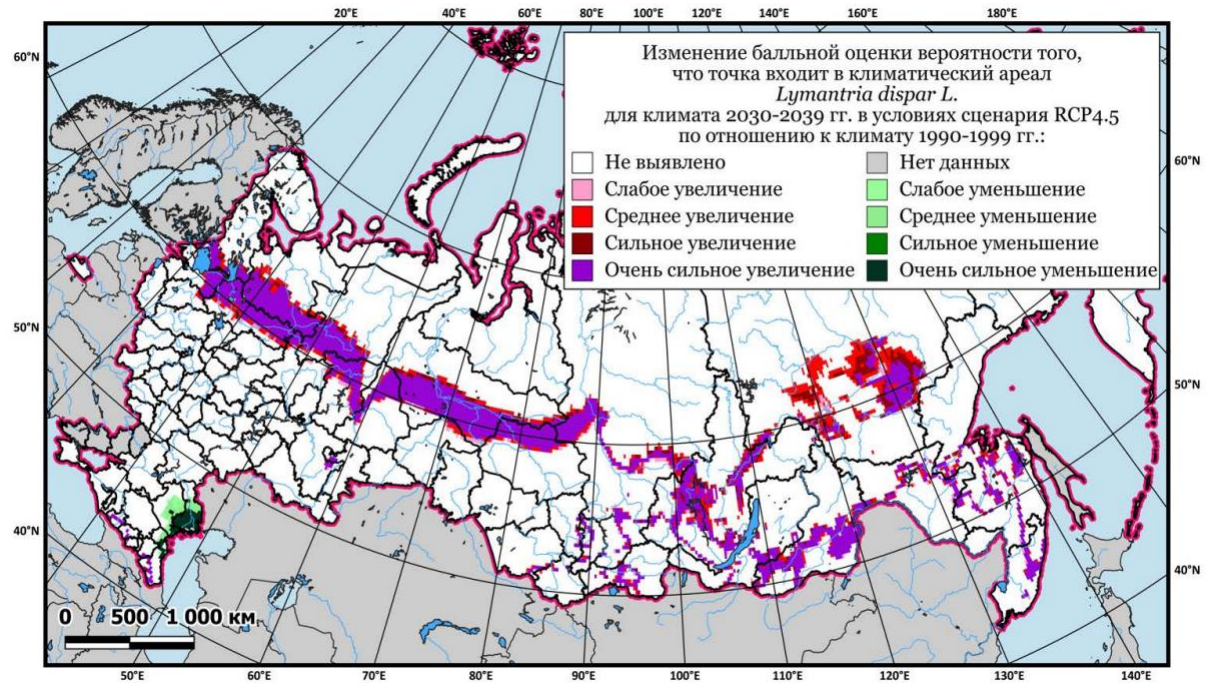 20°E 40°E 60°E 80°E 100°E 120°E 140°E 160°E 180°E
60°N
50°N
40°N
60°N
50°N
40°N
Изменение балльной оценки вероятности того,
что точка входит в климатический ареал
Lymantria dispar L.
для климата 2030-2039 гг. в условиях сценария RCP4.5
по отношению к климату 1990-1999 гг.:
Не выявлено
Слабое увеличение
Среднее увеличение
Сильное увеличение
Очень сильное увеличение
Нет данных
Слабое уменьшение
Среднее уменьшение
Сильное уменьшение
Очень сильное уменьшение
0 500 1 000 км
50°E 60°E 70°E 80°E 90°E 100°E 110°E 120°E 130°E 140°E